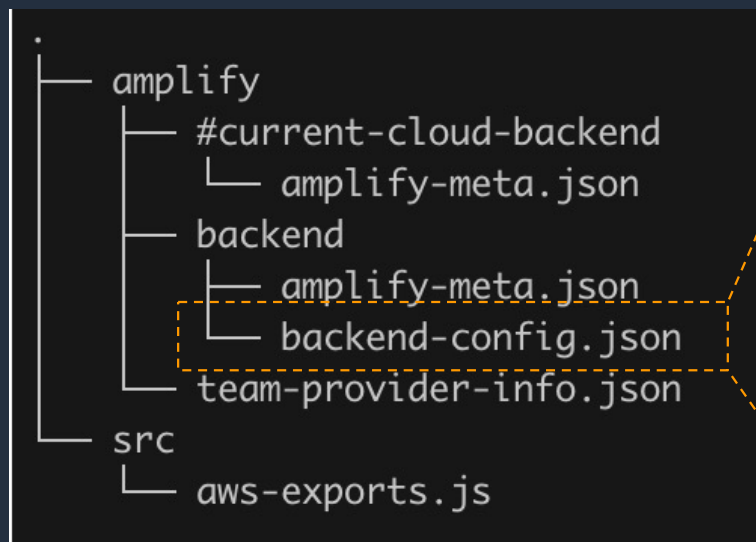 .
├── amplify
│   ├── #current-cloud-backend
│   │   └── amplify-meta.json
│   ├── backend
│   │   ├── amplify-meta.json
│   │   └── backend-config.json
│   └── team-provider-info.json
└── src
    └── aws-exports.js